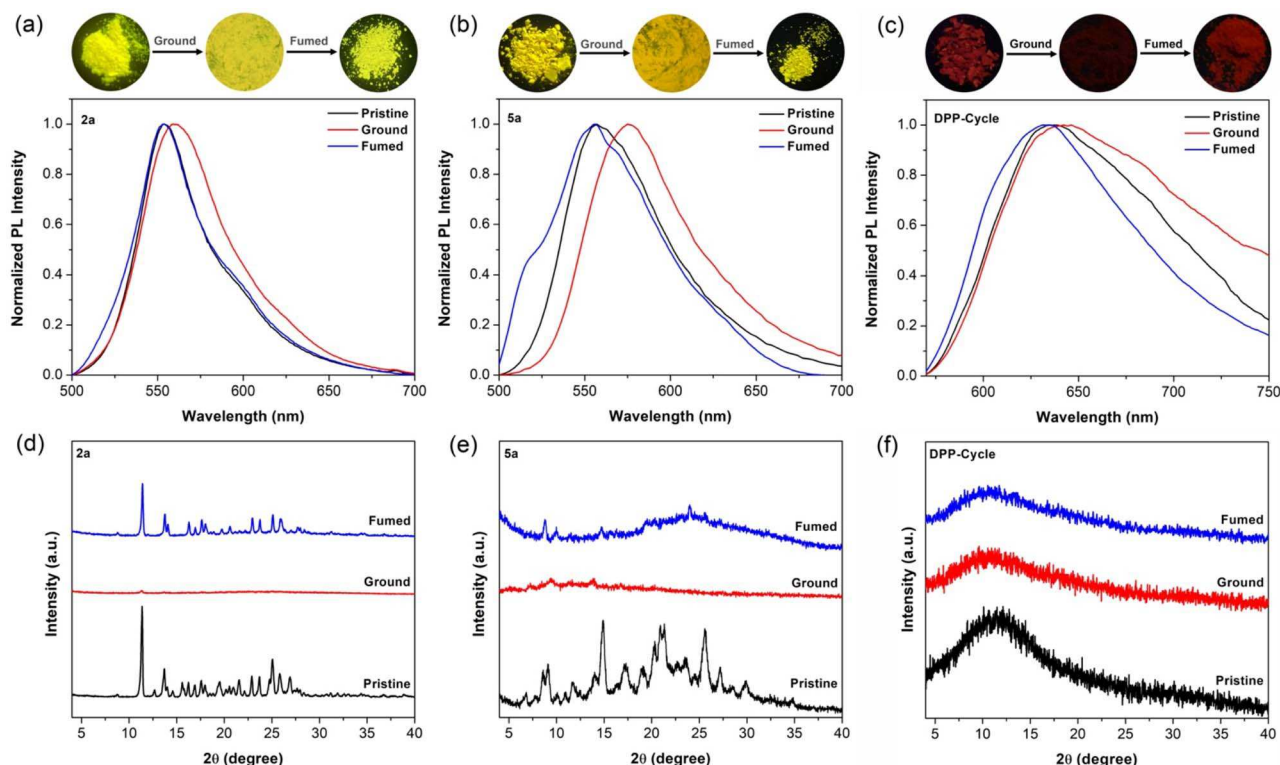 (a)
Ground
Fumed
(b)
Ground
Fumed
(c)
Ground
Fumed
2a
Pristine
Ground
Fumed
Normalized PL Intensity
1.0
0.8
0.6
0.4
0.2
0.0
500 550 600 650 700
Wavelength (nm)
5a
Pristine
Ground
Fumed
Normalized PL Intensity
1.0
0.8
0.6
0.4
0.2
0.0
500 550 600 650 700
Wavelength (nm)
DPP-Cycle
Pristine
Ground
Fumed
Normalized PL Intensity
1.0
0.8
0.6
0.4
0.2
0.0
600 650 700 750
Wavelength (nm)
(d)
2a
Fumed
Ground
Pristine
Intensity (a.u.)
5 10 15 20 25 30 35 40
2θ (degree)
(e)
5a
Fumed
Ground
Pristine
Intensity (a.u.)
5 10 15 20 25 30 35 40
2θ (degree)
(f)
DPP-Cycle
Fumed
Ground
Pristine
Intensity (a.u.)
5 10 15 20 25 30 35 40
2θ (degree)